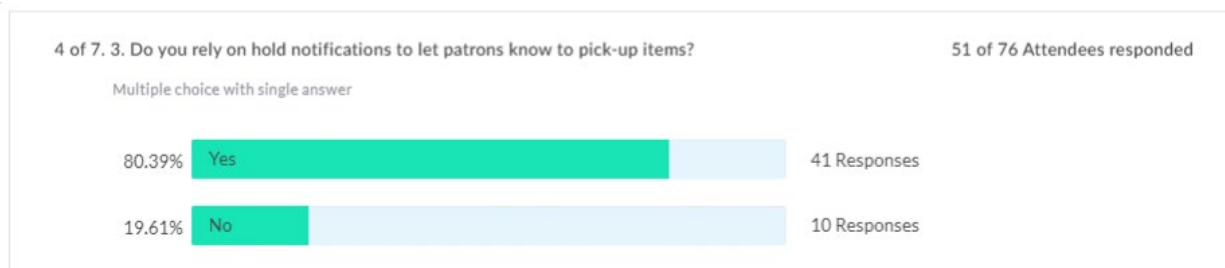 4 of 7. 3. Do you rely on hold notifications to let patrons know to pick-up items? 51 of 76 Attendees responded
Multiple choice with single answer
80.39% Yes 41 Responses
19.61% No 10 Responses